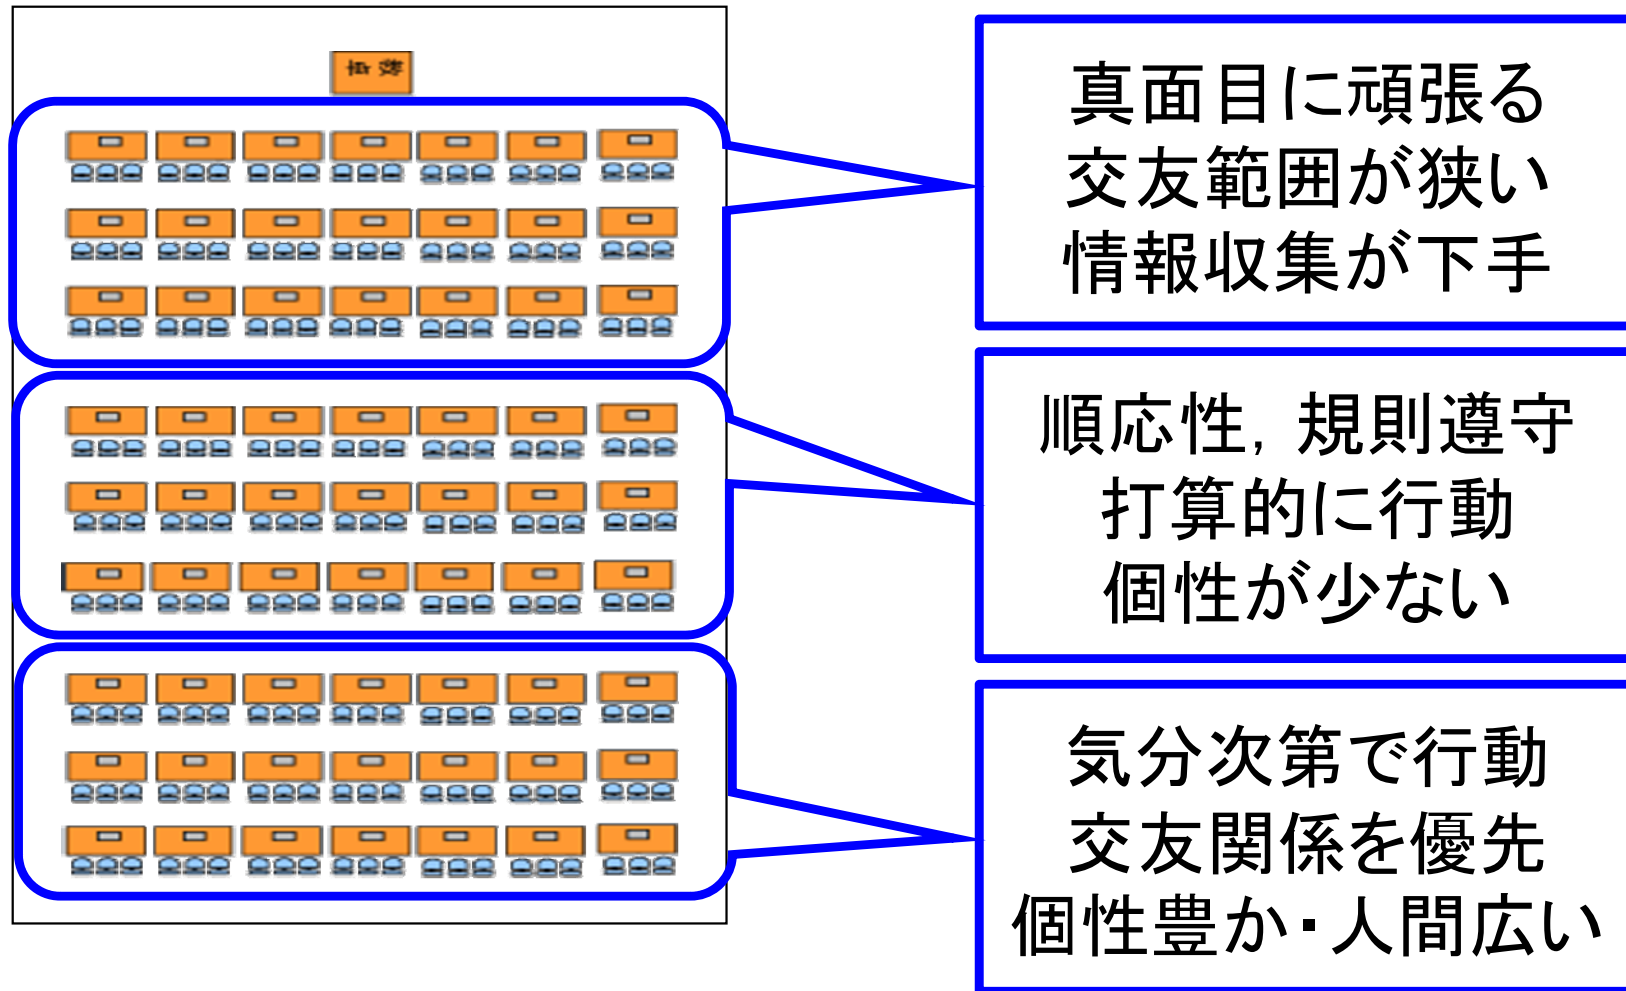 真面目に頑張る
交友範囲が狭い
情報収集が下手
順応性, 規則遵守
打算的に行動
個性が少ない
気分次第で行動
交友関係を優先
個性豊か・人間広い